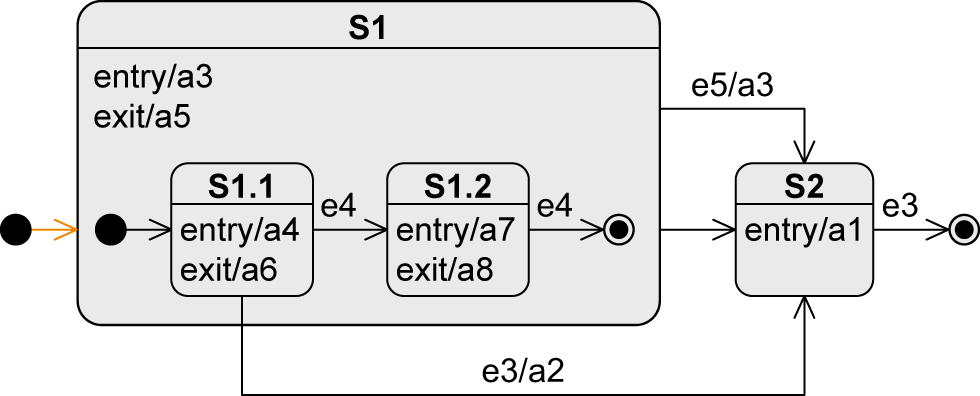 S1
entry/a3
exit/a5
e5/a3
S1.1
entry/a4
exit/a6
e4
S1.2
entry/a7
exit/a8
e4
S2
entry/a1
e3
e3/a2